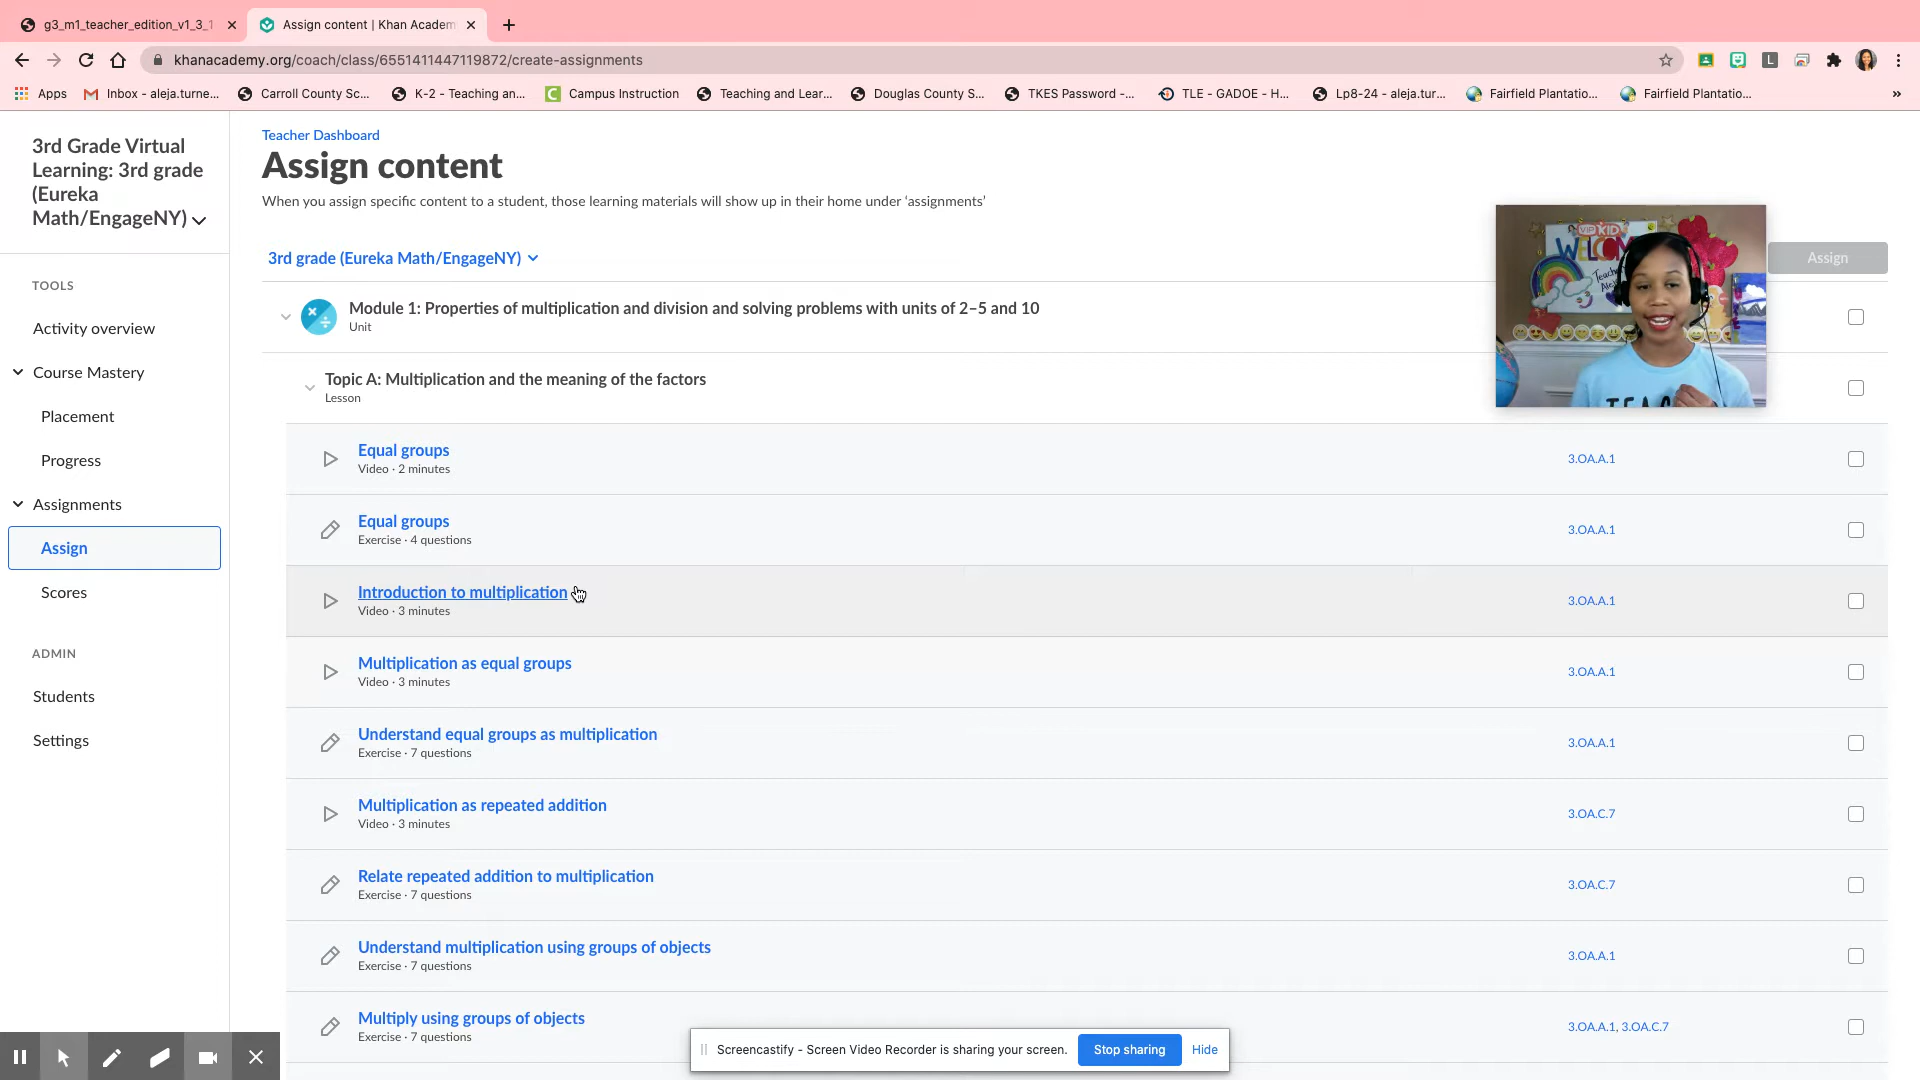 g3_m1_teacher_edition_v1_3_1
Assign content | Khan Academ
khanacademy.org/coach/class/6551411447119872/create-assignments
Apps
Inbox - aleja.turne...
Carroll County Sc...
K-2 - Teaching an...
Campus Instruction
Teaching and Lear...
Douglas County S...
TKES Password -...
TLE - GADOE - H...
Lp8-24 - aleja.tur...
Fairfield Plantatio...
Fairfield Plantatio...
»
3rd Grade Virtual
Learning: 3rd grade
(Eureka
Math/EngageNY)
TOOLS
Activity overview
Course Mastery
Placement
Progress
Assignments
Assign
Scores
ADMIN
Students
Settings
Teacher Dashboard
Assign content
When you assign specific content to a student, those learning materials will show up in their home under ‘assignments’
3rd grade (Eureka Math/EngageNY)
Assign
VIPKID
WELCOME
Teacher
TEAC
Module 1: Properties of multiplication and division and solving problems with units of 2–5 and 10
Unit
Topic A: Multiplication and the meaning of the factors
Lesson
Equal groups
Video · 2 minutes
3.OA.A.1
Equal groups
Exercise · 4 questions
3.OA.A.1
Introduction to multiplication
Video · 3 minutes
3.OA.A.1
Multiplication as equal groups
Video · 3 minutes
3.OA.A.1
Understand equal groups as multiplication
Exercise · 7 questions
3.OA.A.1
Multiplication as repeated addition
Video · 3 minutes
3.OA.C.7
Relate repeated addition to multiplication
Exercise · 7 questions
3.OA.C.7
Understand multiplication using groups of objects
Exercise · 7 questions
3.OA.A.1
Multiply using groups of objects
Exercise · 7 questions
3.OA.A.1, 3.OA.C.7
Screencastify - Screen Video Recorder is sharing your screen.
Stop sharing
Hide